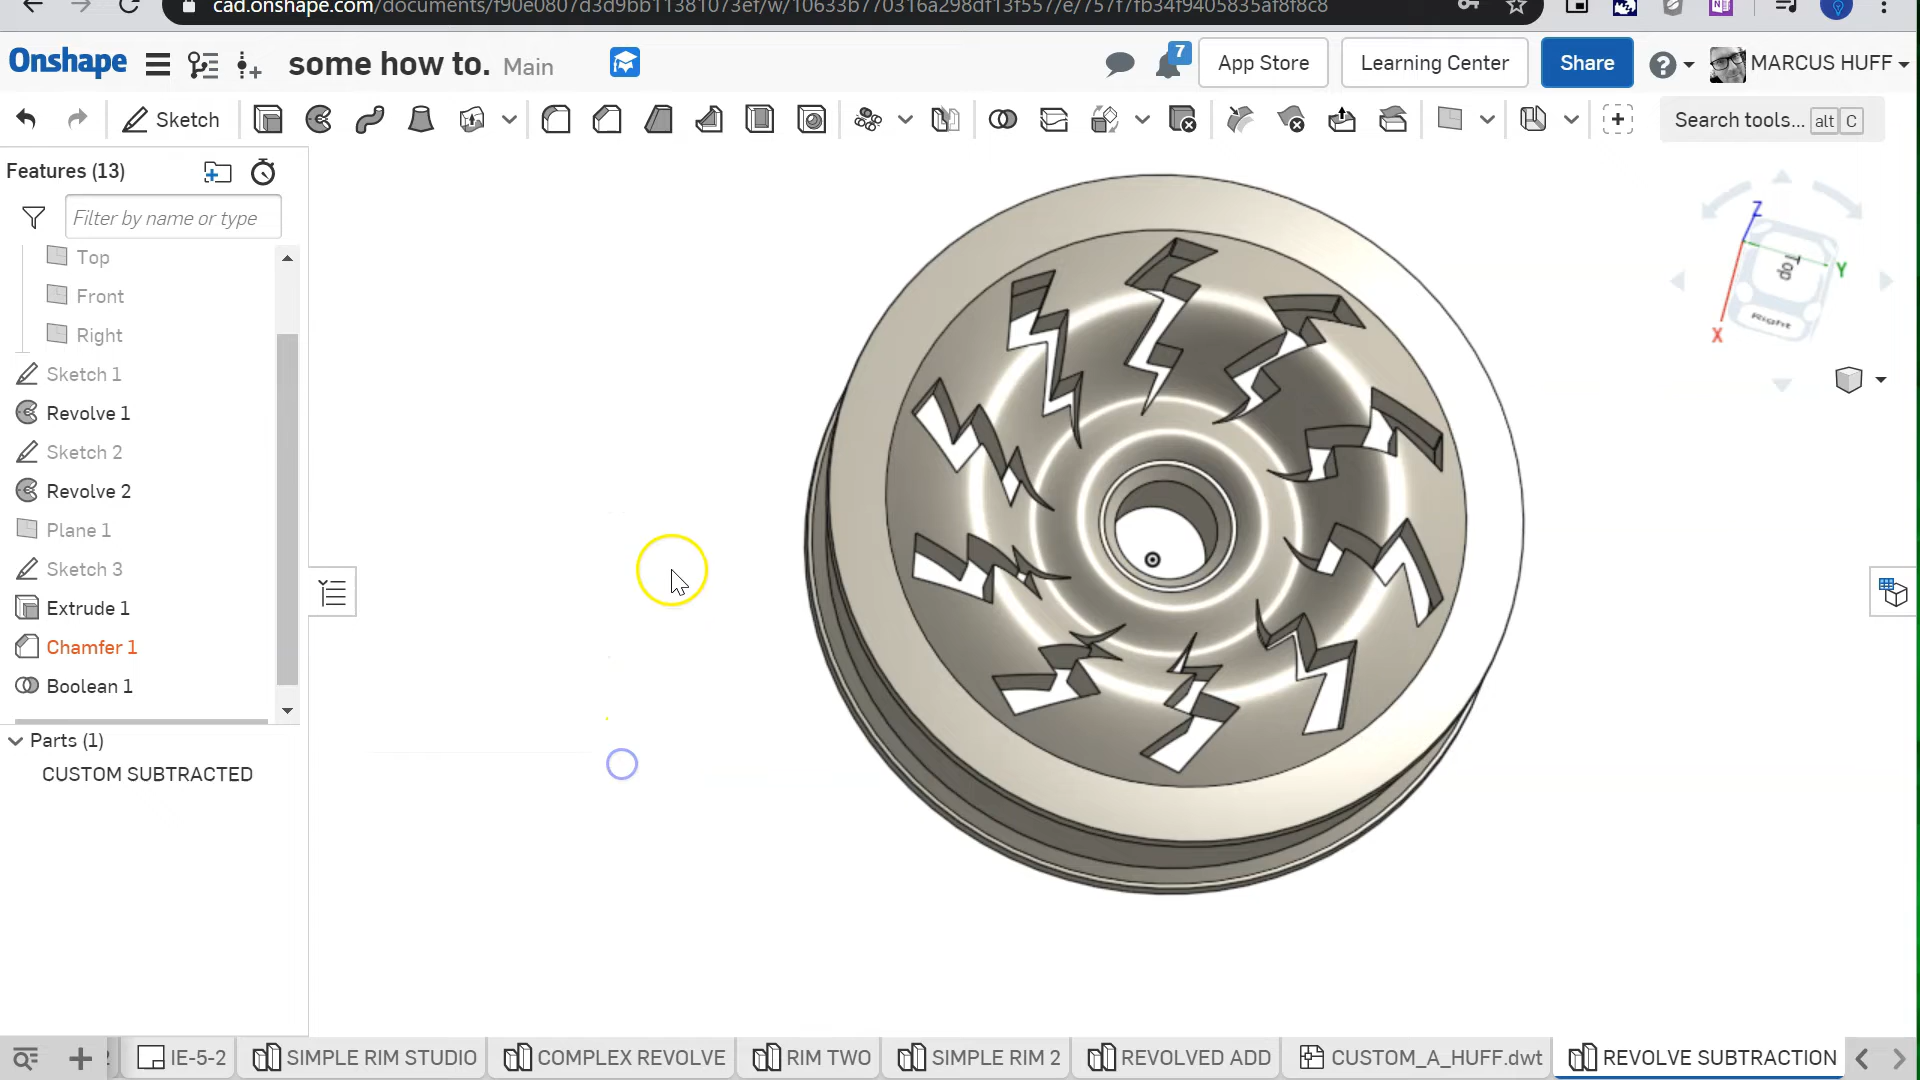 cad.onshape.com/documents/f90e0807d3d9bb11381073ef/w/10633b770316a298df13f557/e/757f7fb34f9405835af8f8c8
Onshape some how to. Main 7 App Store Learning Center Share MARCUS HUFF
Sketch Search tools... alt C
Features (13)
Filter by name or type
Top
Front
Right
Sketch 1
Revolve 1
Sketch 2
Revolve 2
Plane 1
Sketch 3
Extrude 1
Chamfer 1
Boolean 1
Parts (1)
CUSTOM SUBTRACTED
Z
Top
Y
Right
X
IE-5-2 SIMPLE RIM STUDIO COMPLEX REVOLVE RIM TWO SIMPLE RIM 2 REVOLVED ADD CUSTOM_A_HUFF.dwt REVOLVE SUBTRACTION